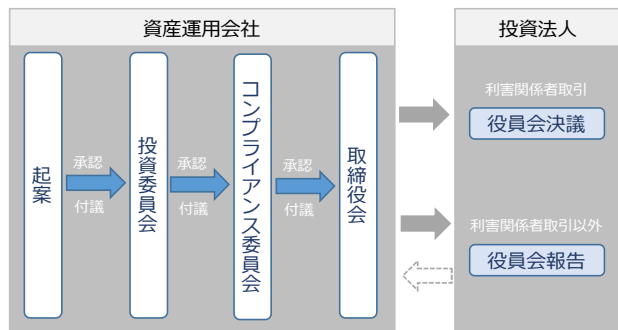 資産運用会社
起案
承認
付議
投資委員会
承認
付議
コンプライアンス委員会
承認
付議
取締役会
投資法人
利害関係者取引
役員会決議
利害関係者取引以外
役員会報告